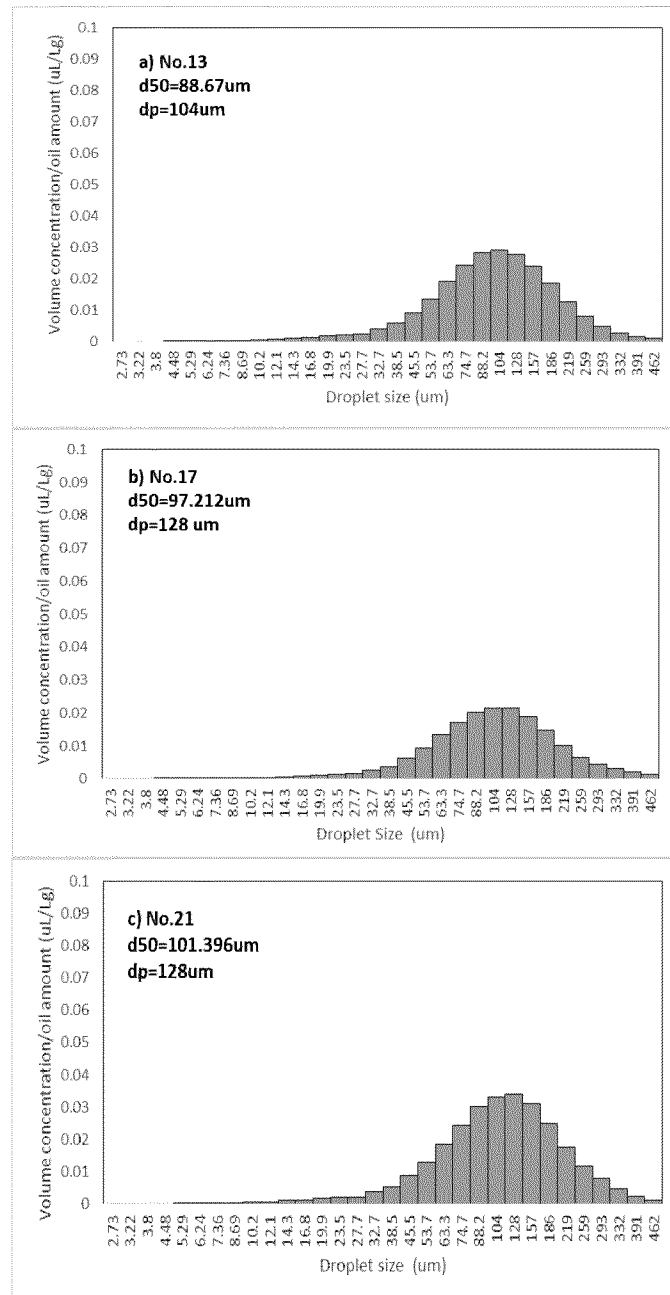 a) No.13
d50=88.67um
dp=104um
Volume concentration/oil amount (uL/Lg)
0.1
0.09
0.08
0.07
0.06
0.05
0.04
0.03
0.02
0.01
0
2.73 3.22 3.8 4.48 5.29 6.24 7.36 8.69 10.2 12.1 14.3 16.8 19.9 23.5 27.7 32.7 38.5 45.5 53.7 63.3 74.7 88.2 104 128 157 186 219 259 293 332 391 462
Droplet size (um)
b) No.17
d50=97.212um
dp=128 um
Volume concentration/oil amount (uL/Lg)
0.1
0.09
0.08
0.07
0.06
0.05
0.04
0.03
0.02
0.01
0
2.73 3.22 3.8 4.48 5.29 6.24 7.36 8.69 10.2 12.1 14.3 16.8 19.9 23.5 27.7 32.7 38.5 45.5 53.7 63.3 74.7 88.2 104 128 157 186 219 259 293 332 391 462
Droplet Size (um)
c) No.21
d50=101.396um
dp=128um
Volume concentration/oil amount (uL/Lg)
0.1
0.09
0.08
0.07
0.06
0.05
0.04
0.03
0.02
0.01
0
2.73 3.22 3.8 4.48 5.29 6.24 7.36 8.69 10.2 12.1 14.3 16.8 19.9 23.5 27.7 32.7 38.5 45.5 53.7 63.3 74.7 88.2 104 128 157 186 219 259 293 332 391 462
Droplet size (um)